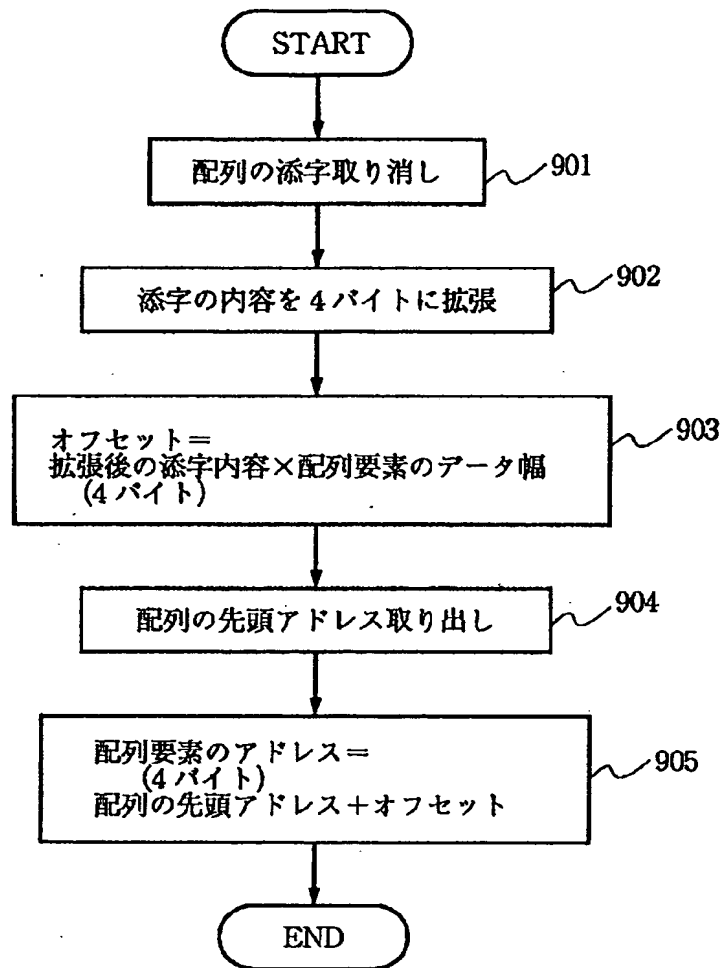 START
配列の添字取り消し
901
添字の内容を4バイトに拡張
902
オフセット=
拡張後の添字内容×配列要素のデータ幅
(4バイト)
903
配列の先頭アドレス取り出し
904
配列要素のアドレス=
(4バイト)
配列の先頭アドレス+オフセット
905
END